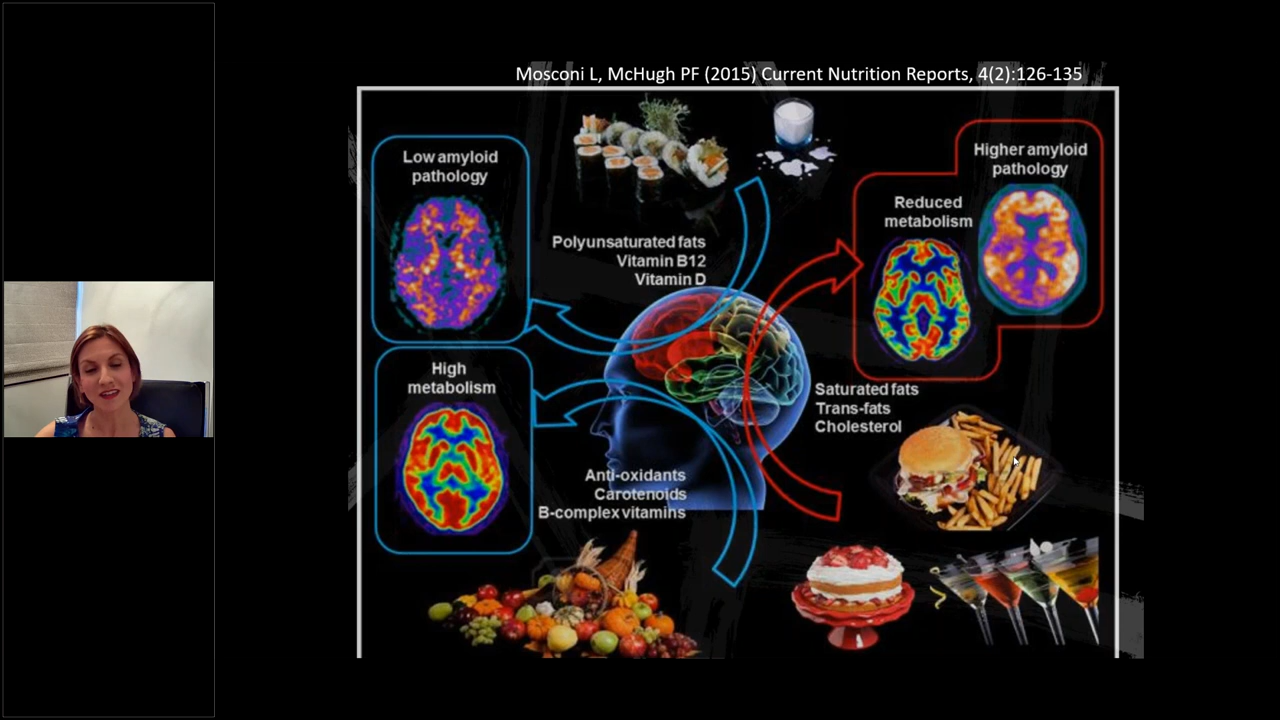 Mosconi L, McHugh PF (2015) Current Nutrition Reports, 4(2):126-135
Low amyloid
pathology
Polyunsaturated fats
Vitamin B12
Vitamin D
Higher amyloid
pathology
Reduced
metabolism
High
metabolism
Saturated fats
Trans-fats
Cholesterol
Anti-oxidants
Carotenoids
B-complex vitamins